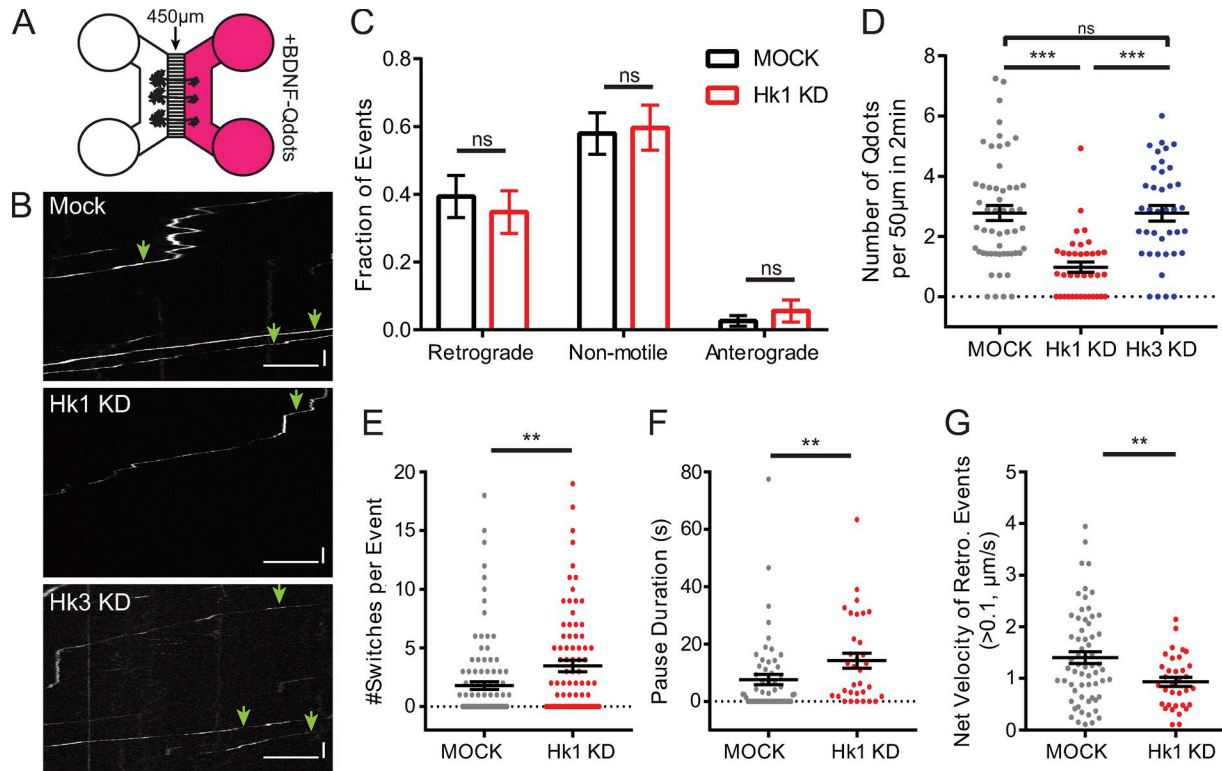 A
450µm
+BDNF-Qdots
B
Mock
Hk1 KD
Hk3 KD
C
Fraction of Events
0.8
0.6
0.4
0.2
0.0
ns
ns
ns
MOCK
Hk1 KD
Retrograde
Non-motile
Anterograde
D
Number of Qdots
per 50µm in 2min
8
6
4
2
0
ns
***
***
MOCK
Hk1 KD
Hk3 KD
E
#Switches per Event
20
15
10
5
0
**
MOCK
Hk1 KD
F
Pause Duration (s)
80
60
40
20
0
**
MOCK
Hk1 KD
G
Net Velocity of Retro. Events
(>0.1, µm/s)
5
4
3
2
1
0
**
MOCK
Hk1 KD